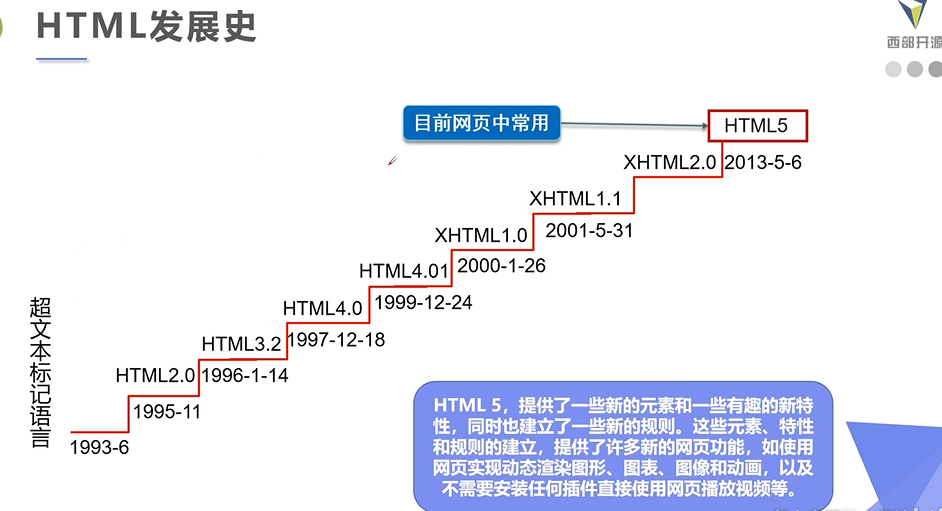 HTML发展史
西部开源
目前网页中常用
HTML5
XHTML2.0
2013-5-6
XHTML1.1
2001-5-31
XHTML1.0
2000-1-26
HTML4.01
1999-12-24
HTML4.0
1997-12-18
HTML3.2
1996-1-14
HTML2.0
1995-11
1993-6
超文本标记语言
HTML 5，提供了一些新的元素和一些有趣的新特
性，同时也建立了一些新的规则。这些元素、特性
和规则的建立，提供了许多新的网页功能，如使用
网页实现动态渲染图形、图表、图像和动画，以及
不需要安装任何插件直接使用网页播放视频等。